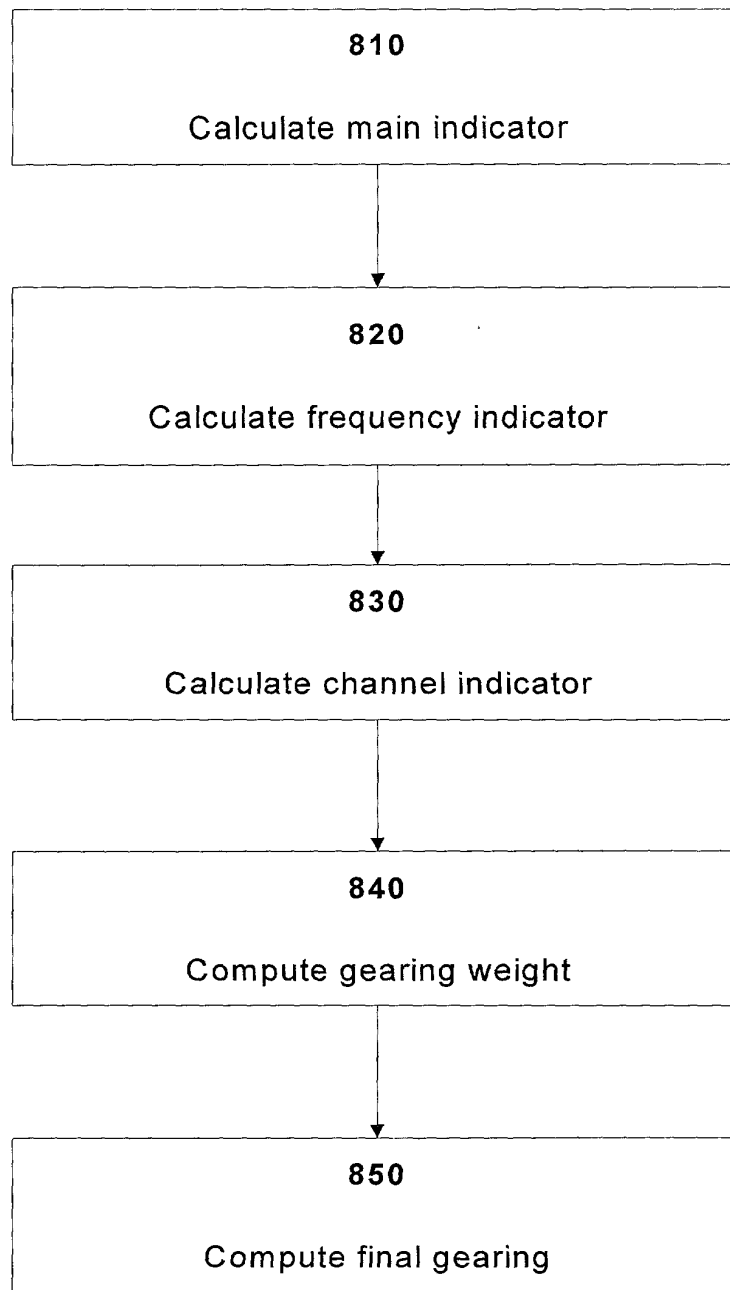 810
Calculate main indicator
820
Calculate frequency indicator
830
Calculate channel indicator
840
Compute gearing weight
850
Compute final gearing